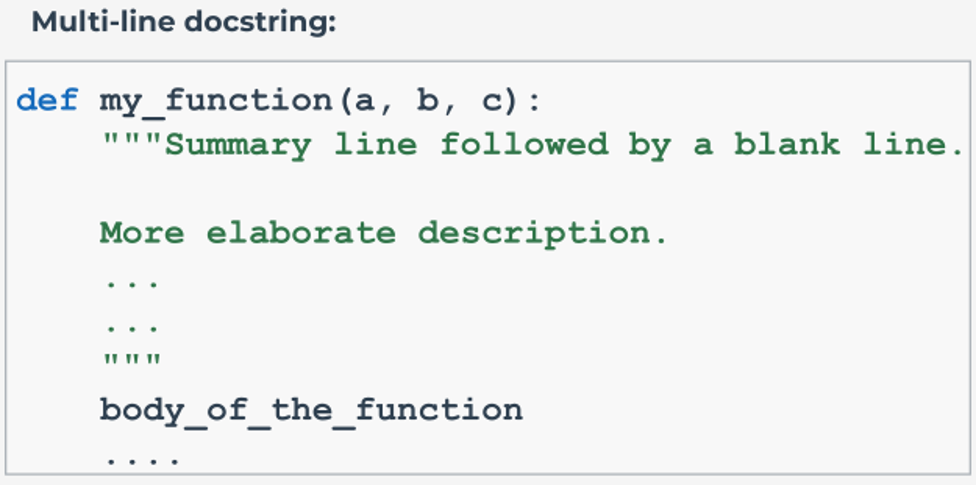 Multi-line docstring:
def my_function(a, b, c):
    """Summary line followed by a blank line.

    More elaborate description.
    ...
    ...
    """
    body_of_the_function
    ....